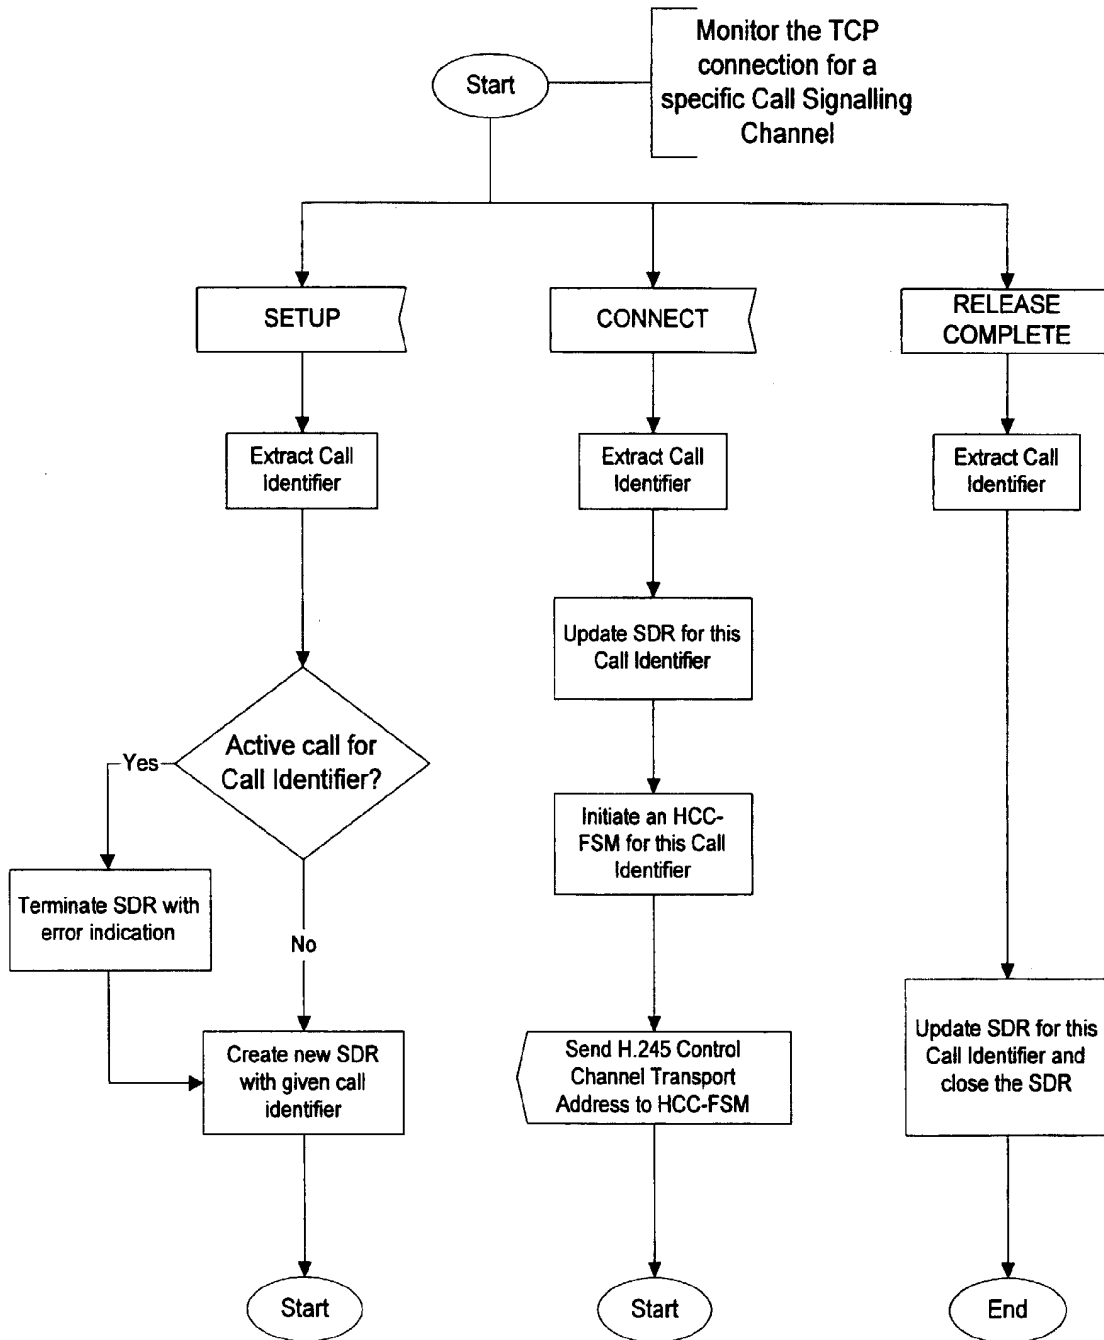 Start
Monitor the TCP
connection for a
specific Call Signalling
Channel
SETUP
Extract Call
Identifier
Active call for
Call Identifier?
Yes
Terminate SDR with
error indication
No
Create new SDR
with given call
identifier
Start
CONNECT
Extract Call
Identifier
Update SDR for this
Call Identifier
Initiate an HCC-
FSM for this Call
Identifier
Send H.245 Control
Channel Transport
Address to HCC-FSM
Start
RELEASE
COMPLETE
Extract Call
Identifier
Update SDR for this
Call Identifier and
close the SDR
End